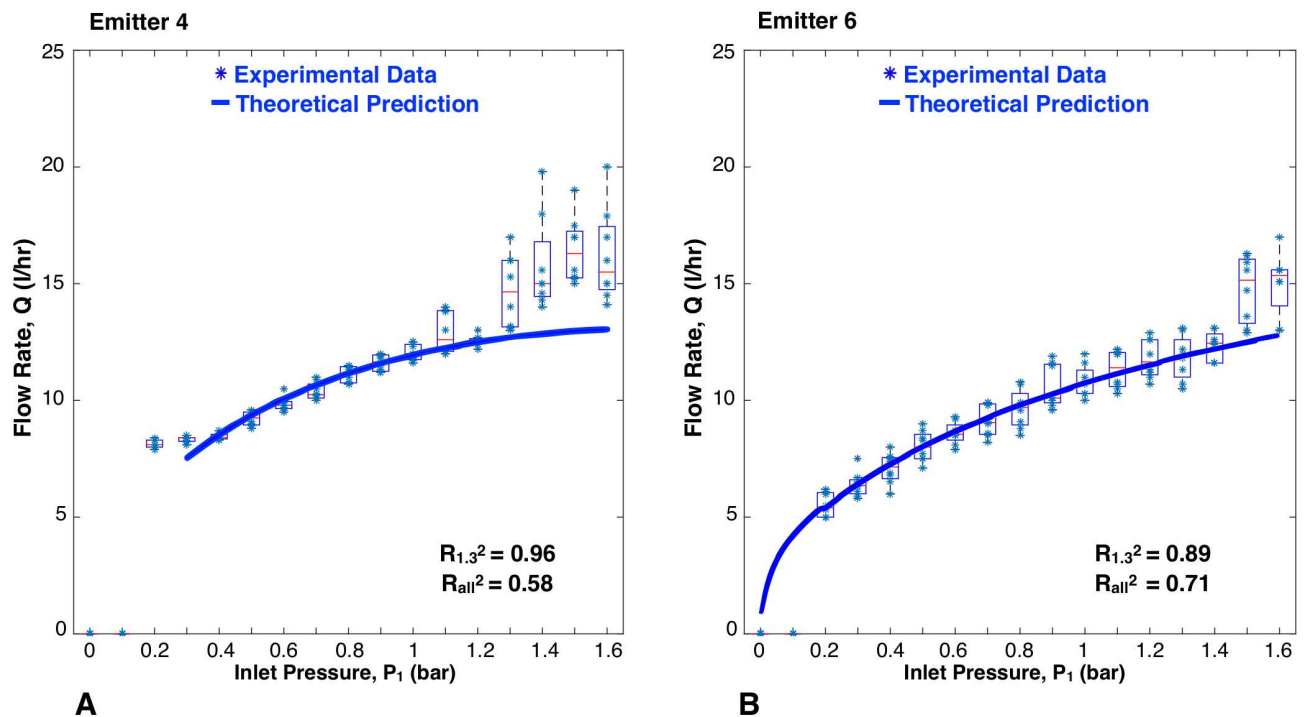 Emitter 4
25
20
15
10
5
0
Flow Rate, Q (l/hr)
* Experimental Data
Theoretical Prediction
R1.3² = 0.96
Rall² = 0.58
0 0.2 0.4 0.6 0.8 1 1.2 1.4 1.6
Inlet Pressure, P₁ (bar)
A
Emitter 6
25
20
15
10
5
0
Flow Rate, Q (l/hr)
* Experimental Data
Theoretical Prediction
R1.3² = 0.89
Rall² = 0.71
0 0.2 0.4 0.6 0.8 1 1.2 1.4 1.6
Inlet Pressure, P₁ (bar)
B